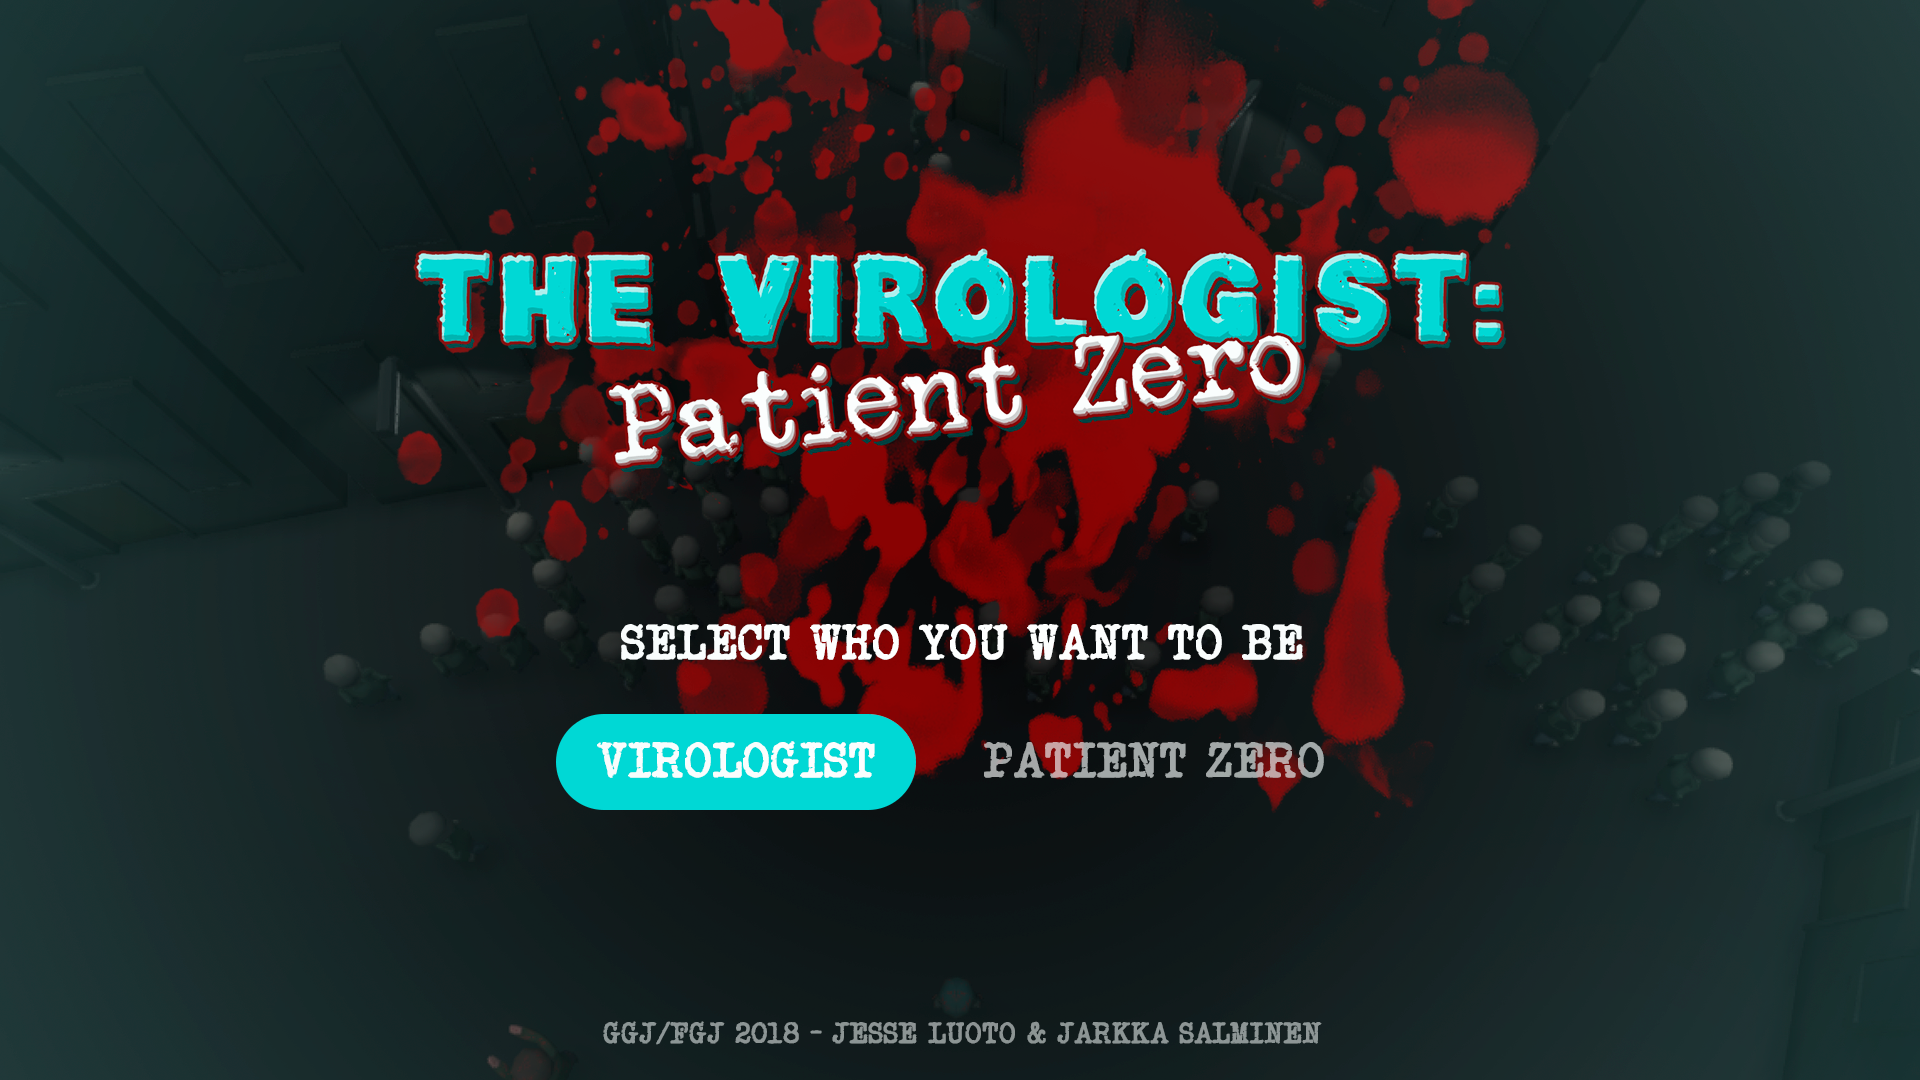 THE VIROLOGIST:
Patient Zero
SELECT WHO YOU WANT TO BE
VIROLOGIST PATIENT ZERO
GGJ/FGJ 2018 - JESSE LUOTO & JARKKA SALMINEN